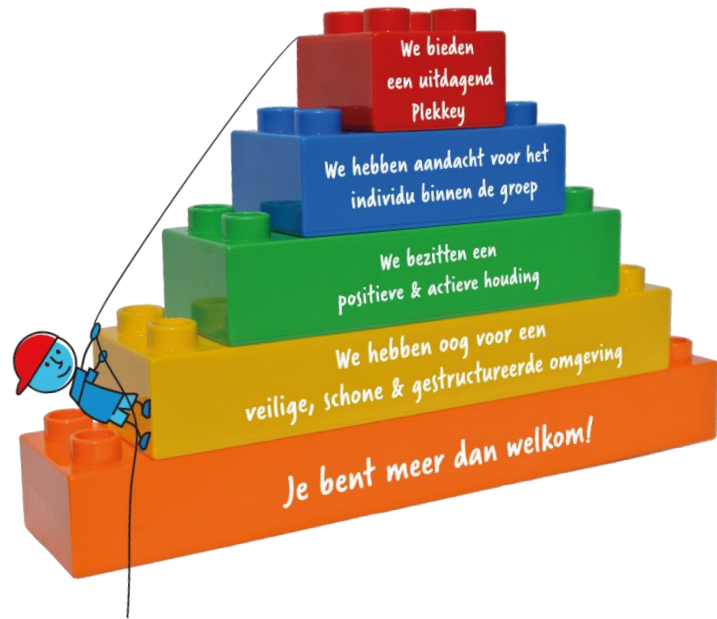 We bieden
een uitdagend
Plekkey
We hebben aandacht voor het
individu binnen de groep
We bezitten een
positieve & actieve houding
We hebben oog voor een
veilige, schone & gestructureerde omgeving
Je bent meer dan welkom!